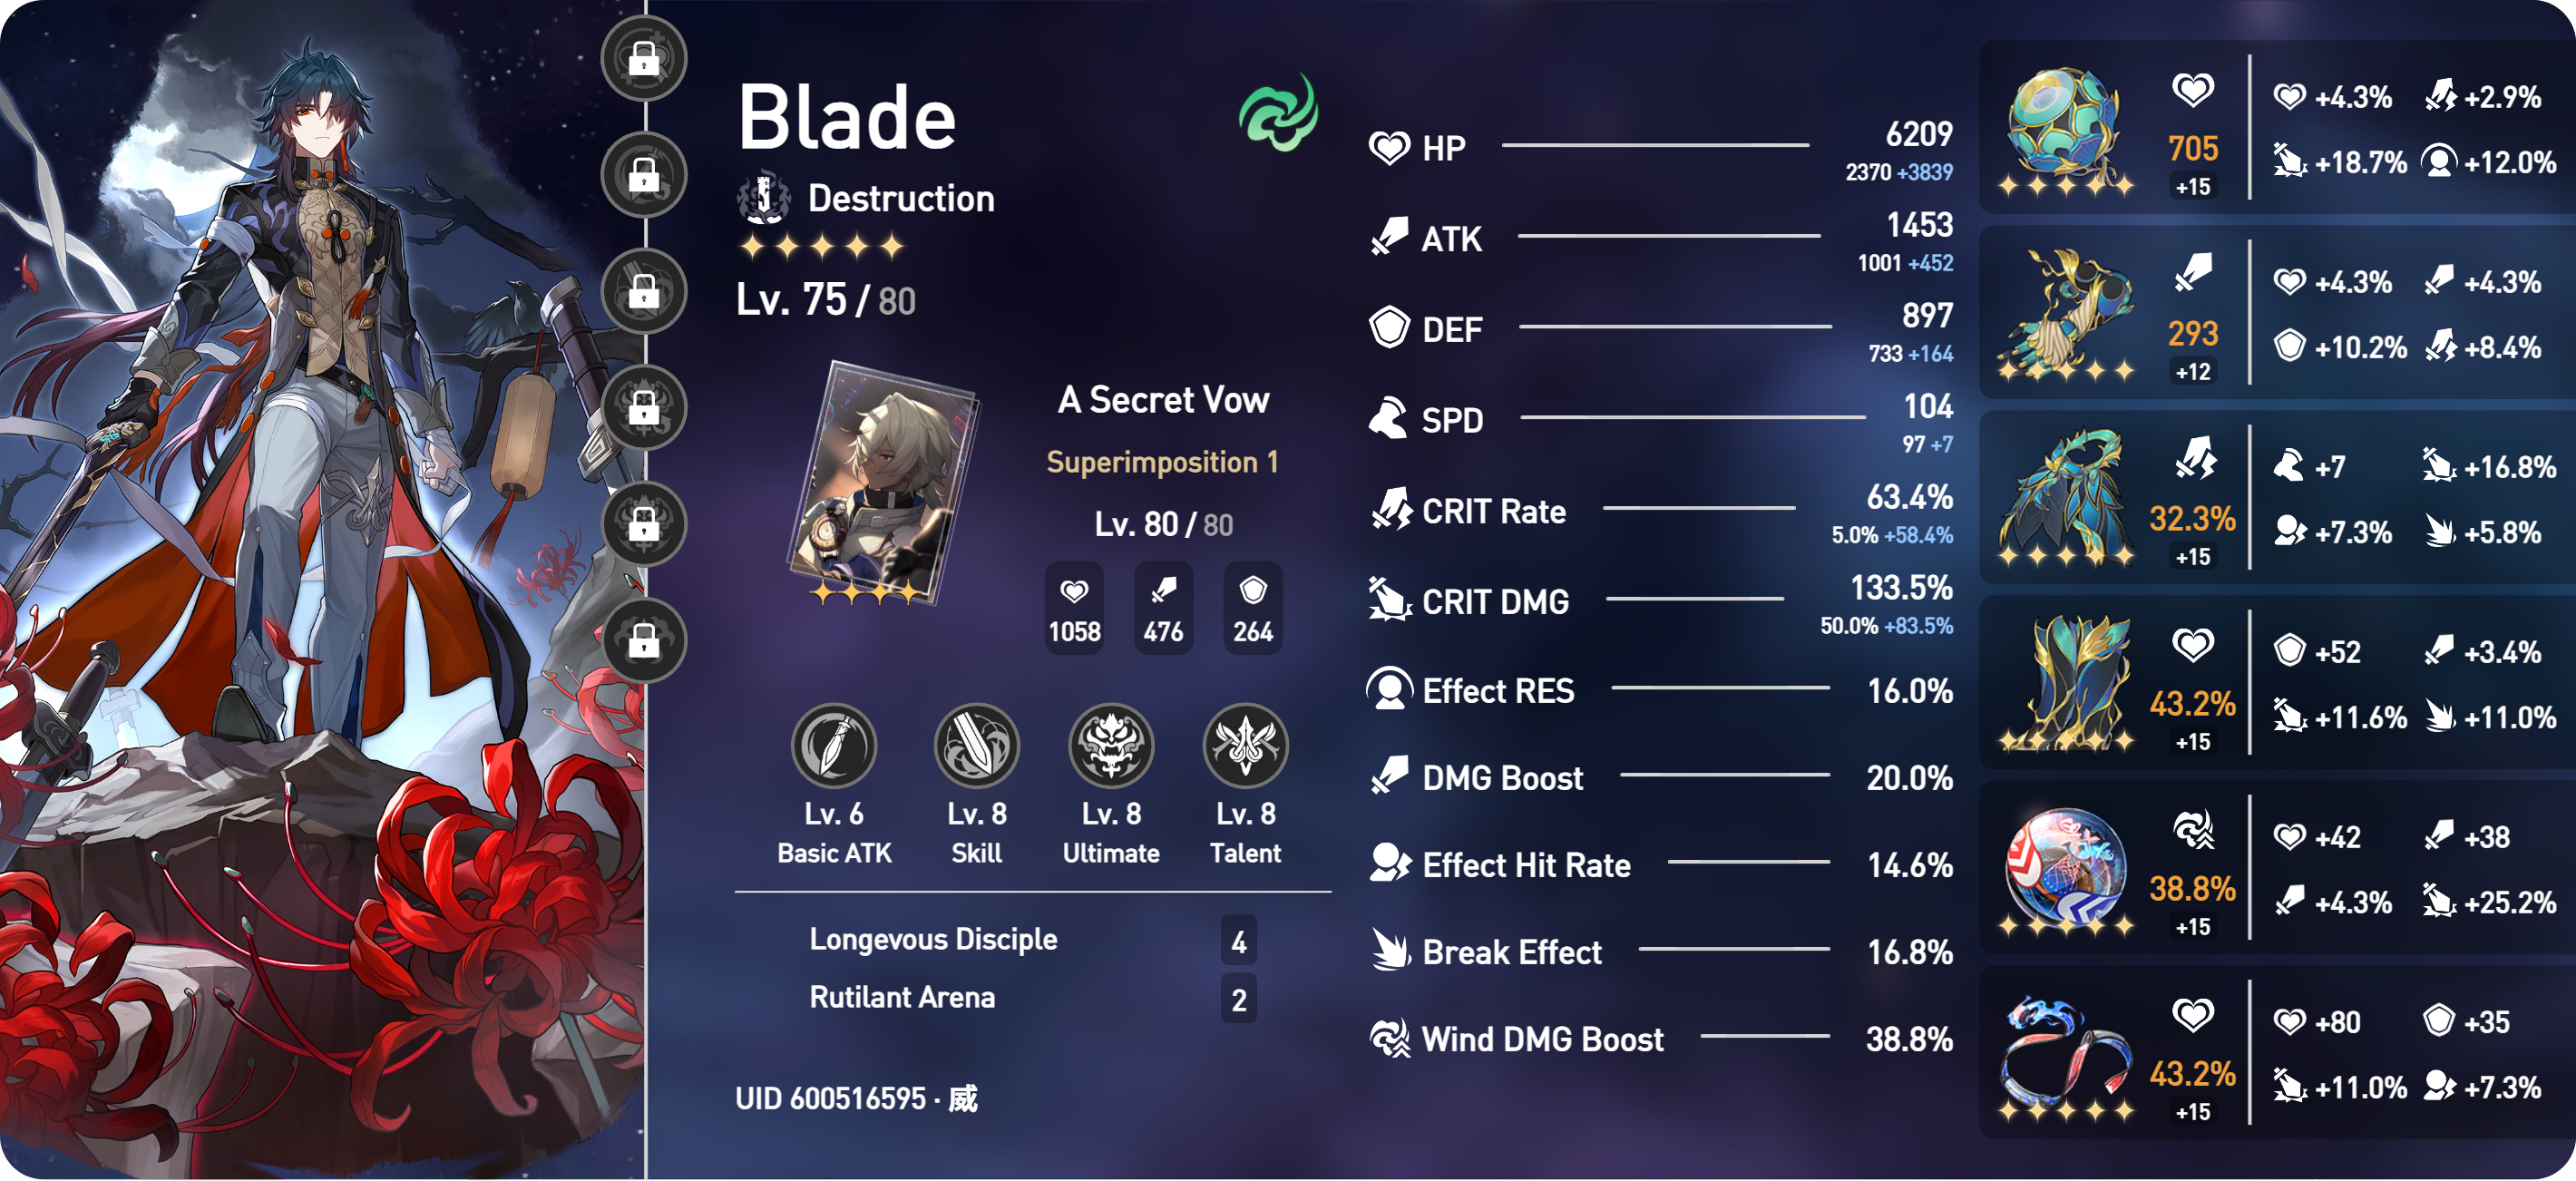 Blade
Destruction
Lv. 75 / 80
A Secret Vow
Superimposition 1
Lv. 80 / 80
1058 476 264
Lv. 6 Lv. 8 Lv. 8 Lv. 8
Basic ATK Skill Ultimate Talent
Longevous Disciple 4
Rutilant Arena 2
UID 600516595 · 威
HP 6209
2370 +3839
ATK 1453
1001 +452
DEF 897
733 +164
SPD 104
97 +7
CRIT Rate 63.4%
5.0% +58.4%
CRIT DMG 133.5%
50.0% +83.5%
Effect RES 16.0%
DMG Boost 20.0%
Effect Hit Rate 14.6%
Break Effect 16.8%
Wind DMG Boost 38.8%
705
+15
+4.3% +2.9%
+18.7% +12.0%
293
+12
+4.3% +4.3%
+10.2% +8.4%
32.3%
+15
+7 +16.8%
+7.3% +5.8%
43.2%
+15
+52 +3.4%
+11.6% +11.0%
38.8%
+15
+42 +38
+4.3% +25.2%
43.2%
+15
+80 +35
+11.0% +7.3%